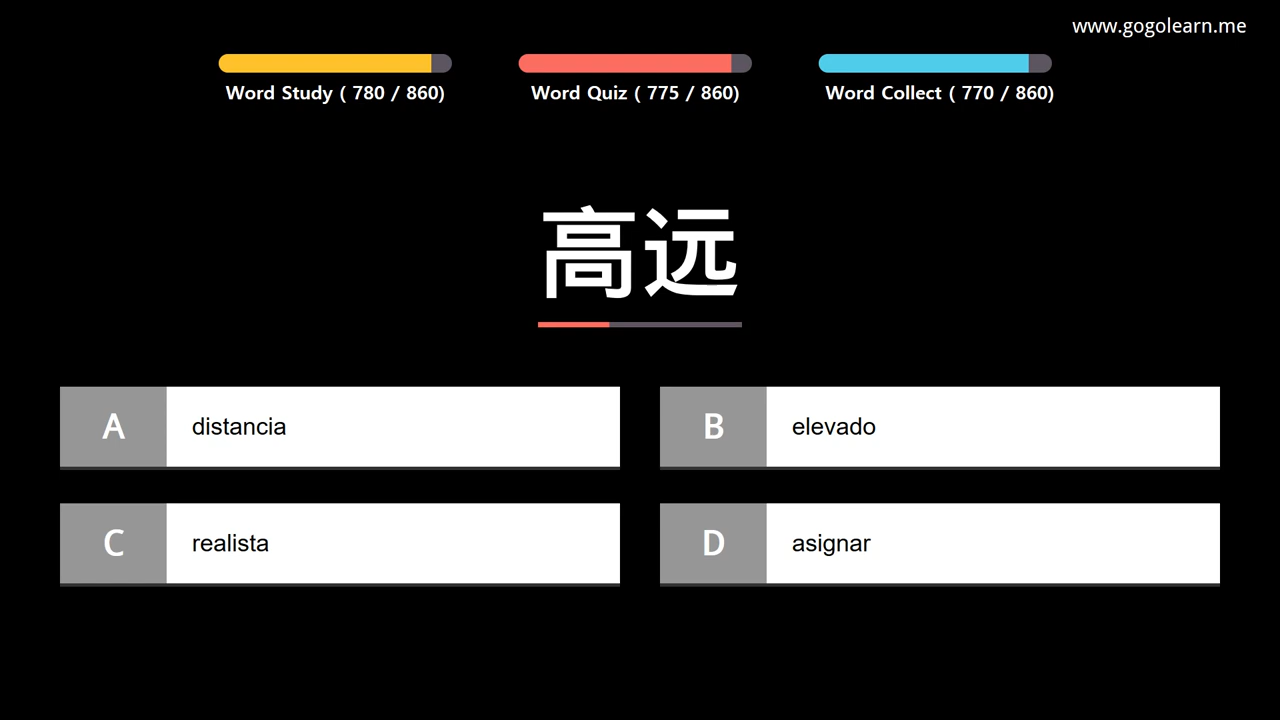 www.gogolearn.me
Word Study ( 780 / 860)
Word Quiz ( 775 / 860)
Word Collect ( 770 / 860)
高远
A distancia
B elevado
C realista
D asignar